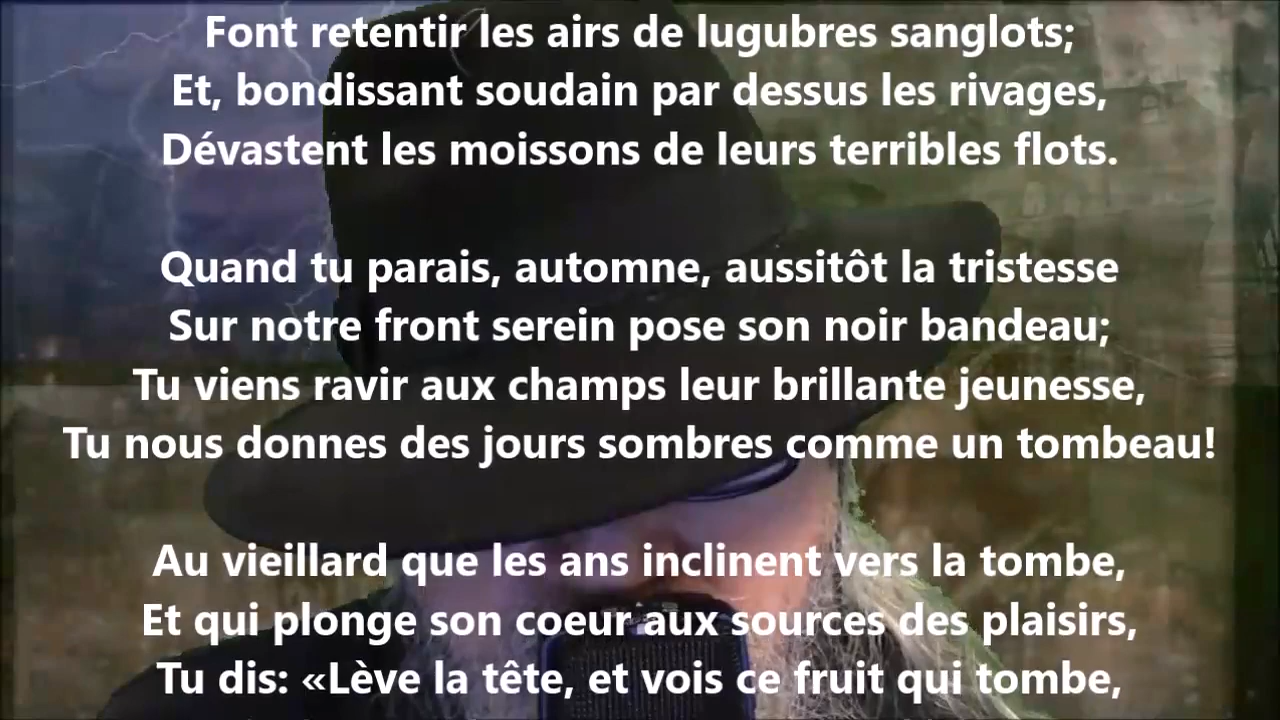 Font retentir les airs de lugubres sanglots;
Et, bondissant soudain par dessus les rivages,
Dévastent les moissons de leurs terribles flots.
Quand tu parais, automne, aussitôt la tristesse
Sur notre front serein pose son noir bandeau;
Tu viens ravir aux champs leur brillante jeunesse,
Tu nous donnes des jours sombres comme un tombeau!
Au vieillard que les ans inclinent vers la tombe,
Et qui plonge son coeur aux sources des plaisirs,
Tu dis: «Lève la tête, et vois ce fruit qui tombe,